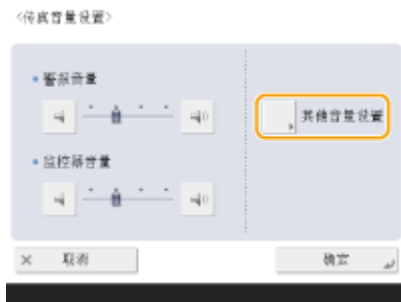 <传真音量设置>
警报音量
其他音量设置
监控器音量
× 取消
确定